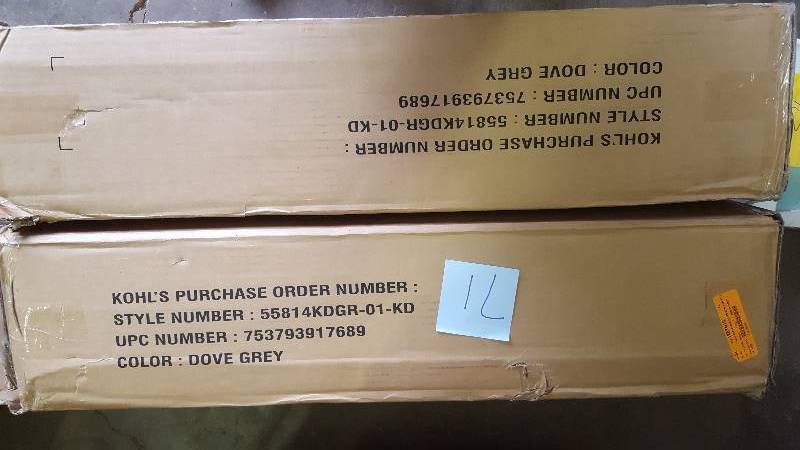 KOHL'S PURCHASE ORDER NUMBER :
STYLE NUMBER : 55814KDGR-01-KD
UPC NUMBER : 753793917689
COLOR : DOVE GREY
KOHL'S PURCHASE ORDER NUMBER :
STYLE NUMBER : 55814KDGR-01-KD
UPC NUMBER : 753793917689
COLOR : DOVE GREY